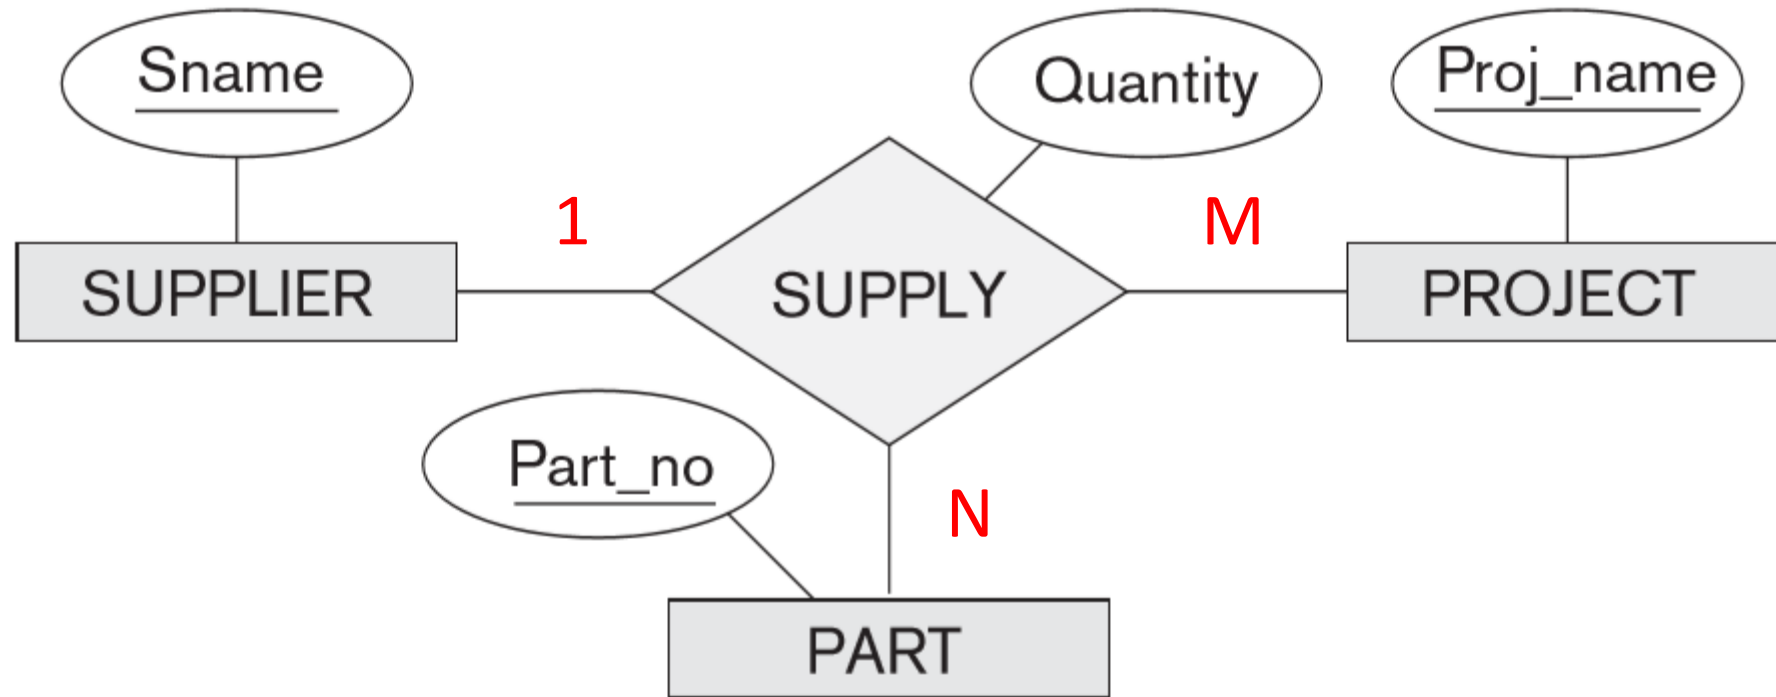 Sname
Quantity
Proj_name
1
M
SUPPLIER
SUPPLY
PROJECT
Part_no
N
PART